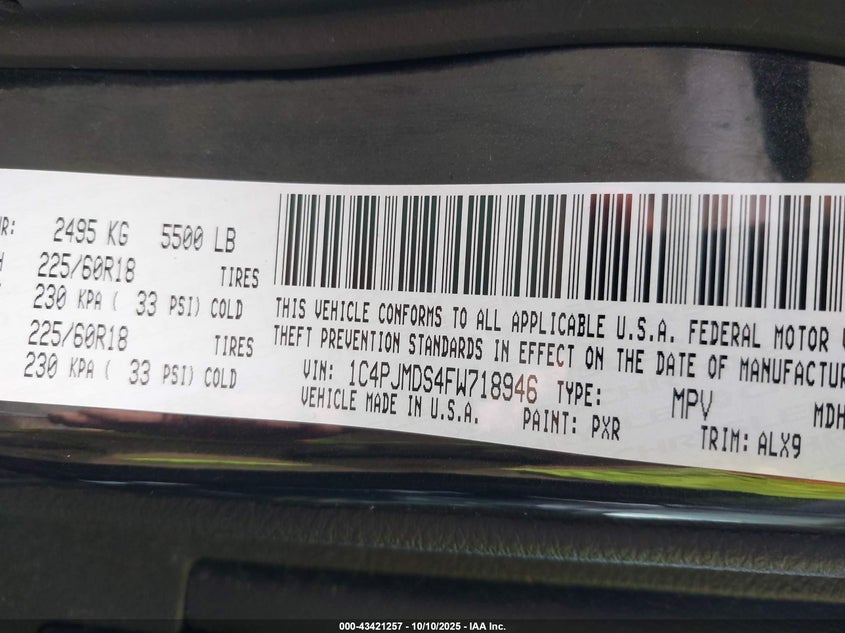 2495 KG 5500 LB
225/60R18 TIRES
230 KPA ( 33 PSI) COLD
225/60R18 TIRES
230 KPA ( 33 PSI) COLD
THIS VEHICLE CONFORMS TO ALL APPLICABLE U.S.A. FEDERAL MOTOR
THEFT PREVENTION STANDARDS IN EFFECT ON THE DATE OF MANUFACTUR
VIN: 1C4PJMDS4FW718946 TYPE: MPV MDH
VEHICLE MADE IN U.S.A. PAINT: PXR TRIM: ALX9
000-43421257 - 10/10/2025 - IAA Inc.